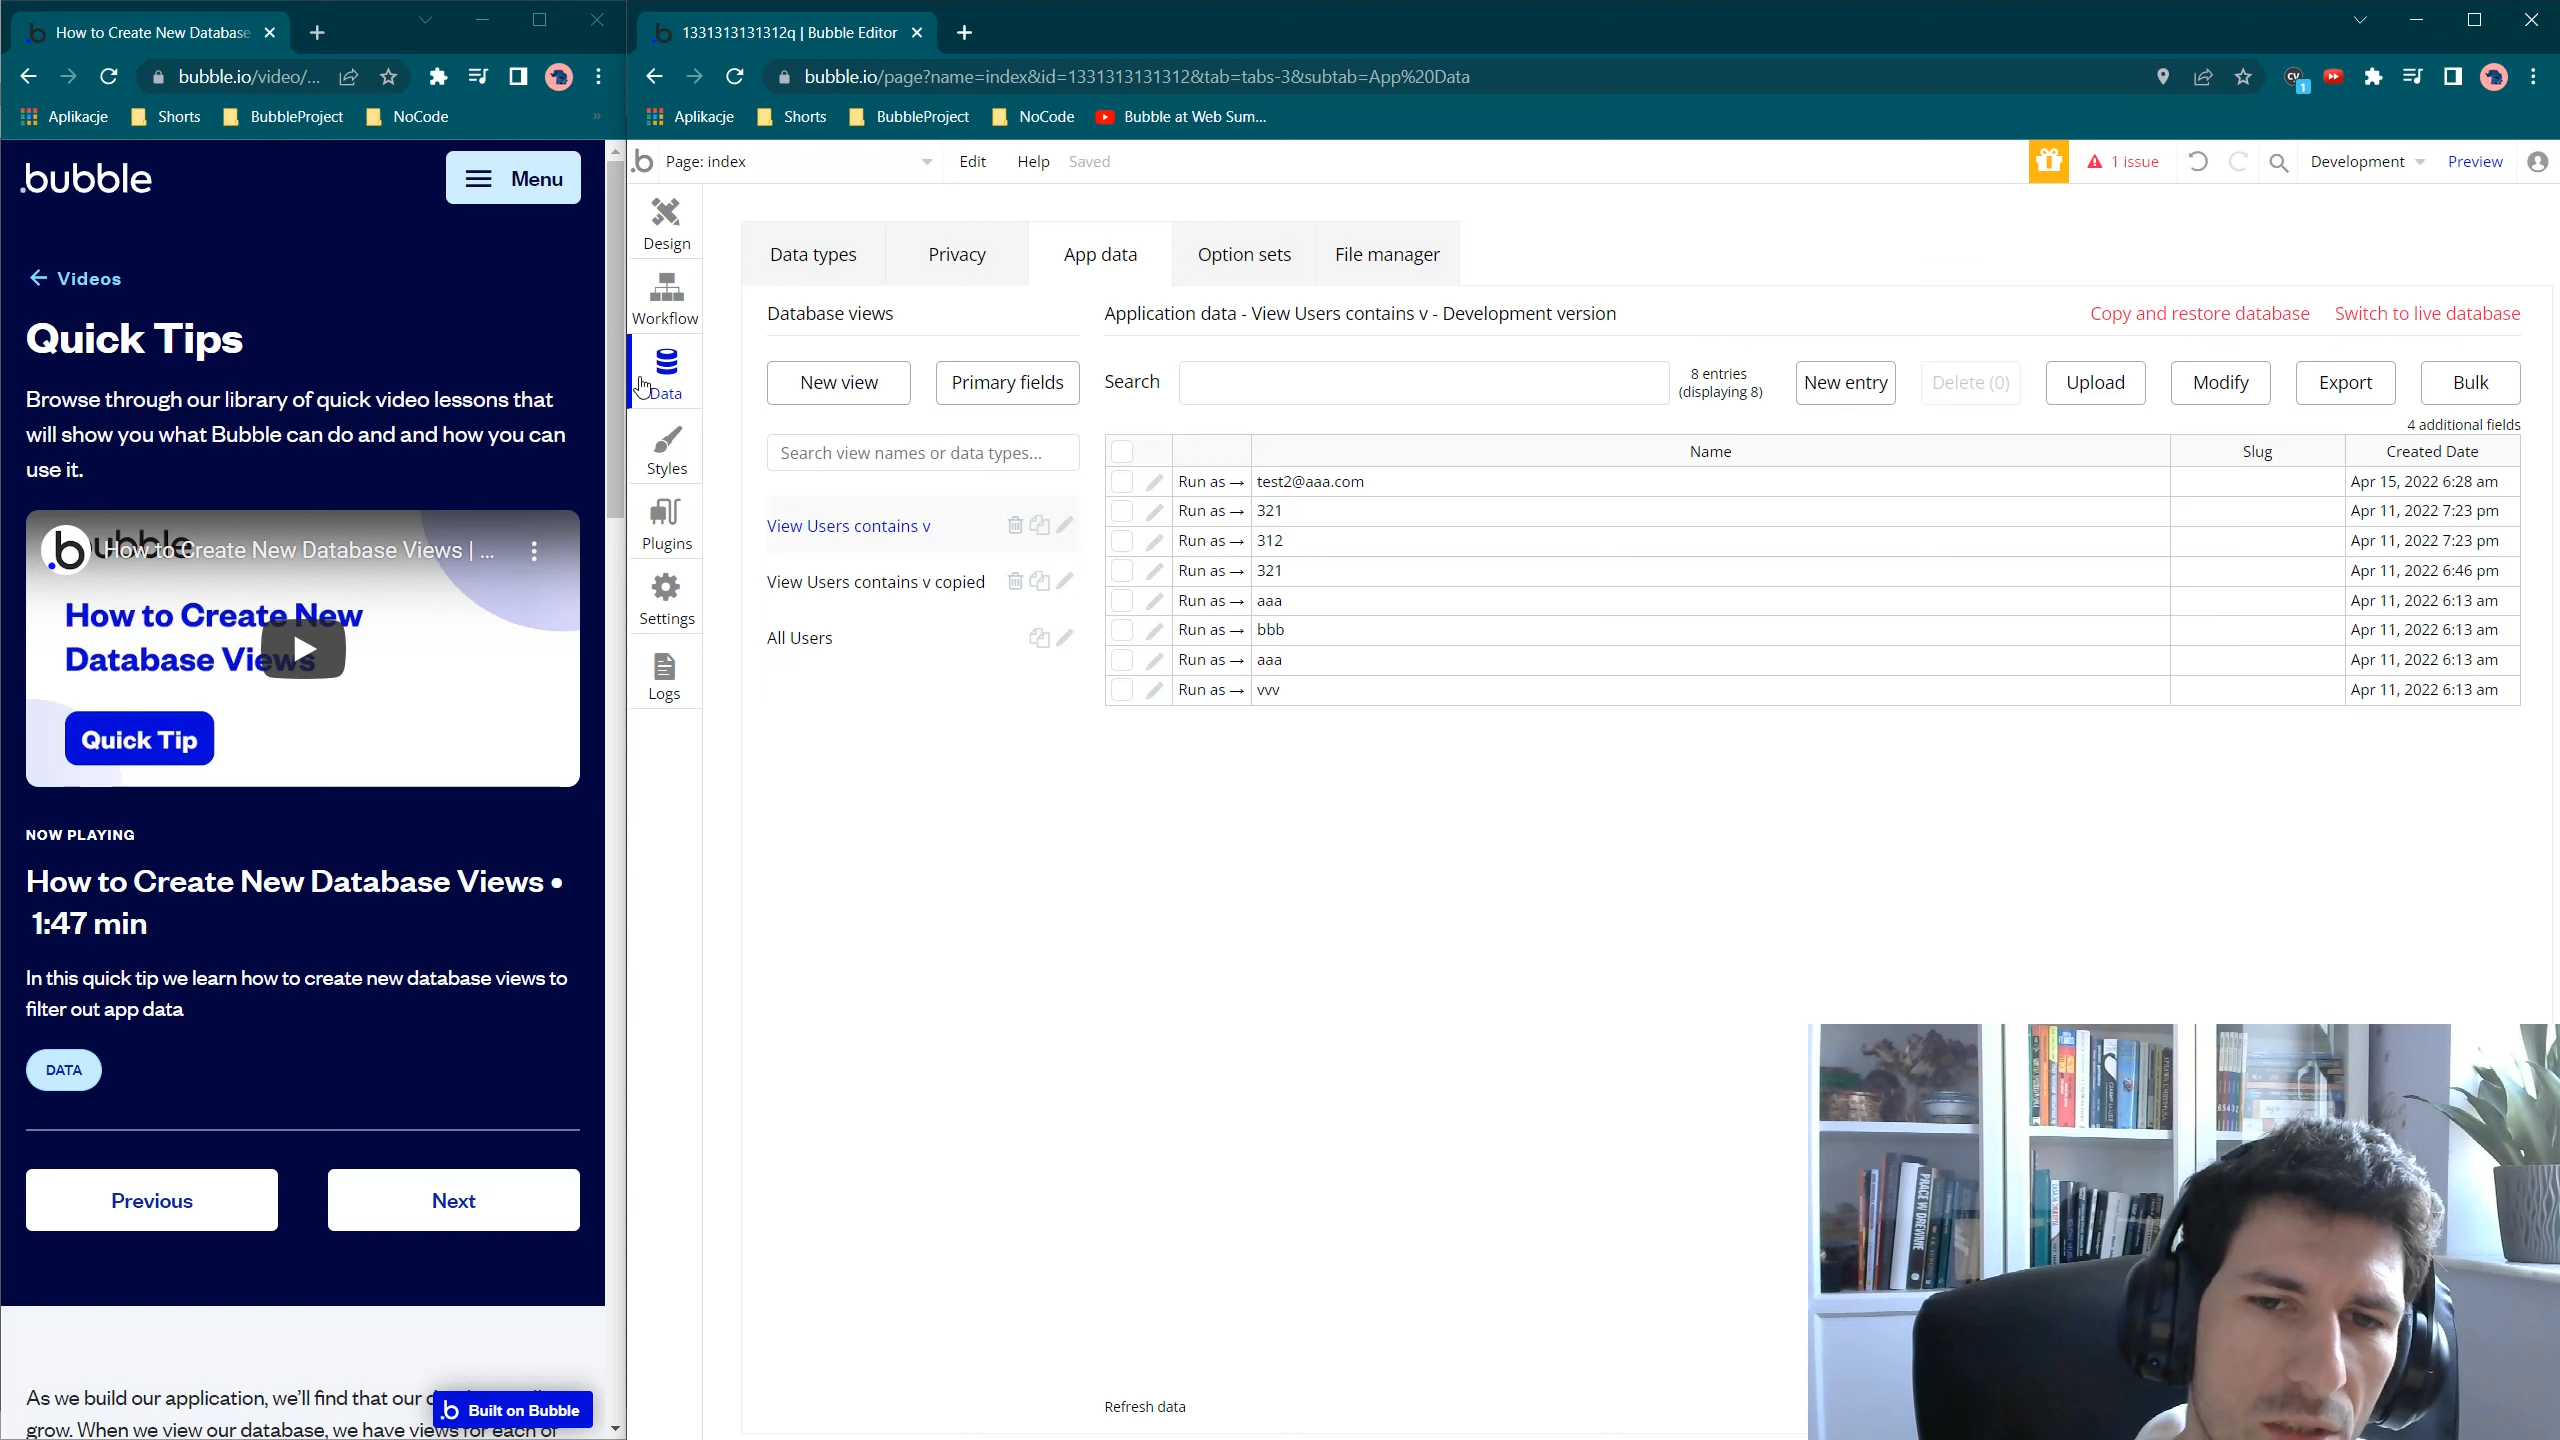 How to Create New Database
bubble.io/video/...
Aplikacje
Shorts
BubbleProject
NoCode
»
.bubble
Menu
← Videos
Quick Tips
Browse through our library of quick video lessons that
will show you what Bubble can do and and how you can
use it.
How to Create New Database Views | ...
How to Create New
Database Views
Quick Tip
NOW PLAYING
How to Create New Database Views •
1:47 min
In this quick tip we learn how to create new database views to
filter out app data
DATA
Previous
Next
As we build our application, we'll find that our
grow. When we view our database, we have views for each of
Built on Bubble
1331313131312q | Bubble Editor
bubble.io/page?name=index&id=1331313131312&tab=tabs-3&subtab=App%20Data
1
Aplikacje
Shorts
BubbleProject
NoCode
Bubble at Web Sum...
Page: index
Edit
Help
Saved
1 issue
Development
Preview
Design
Workflow
Data
Styles
Plugins
Settings
Logs
Data types
Privacy
App data
Option sets
File manager
Database views
New view
Primary fields
Search view names or data types...
View Users contains v
View Users contains v copied
All Users
Application data - View Users contains v - Development version
Copy and restore database
Switch to live database
Search
8 entries
(displaying 8)
New entry
Delete (0)
Upload
Modify
Export
Bulk
4 additional fields
Name Slug Created Date
Run as → test2@aaa.com Apr 15, 2022 6:28 am
Run as → 321 Apr 11, 2022 7:23 pm
Run as → 312 Apr 11, 2022 7:23 pm
Run as → 321 Apr 11, 2022 6:46 pm
Run as → aaa Apr 11, 2022 6:13 am
Run as → bbb Apr 11, 2022 6:13 am
Run as → aaa Apr 11, 2022 6:13 am
Run as → vvv Apr 11, 2022 6:13 am
Refresh data
PRACE W DREWNIE